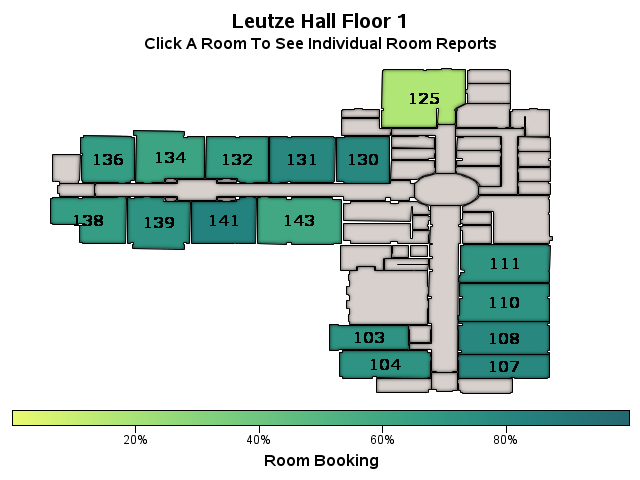 Leutze Hall Floor 1
Click A Room To See Individual Room Reports
125
136 134 132 131 130
138 139 141 143
111
110
103 108
104 107
20% 40% 60% 80%
Room Booking